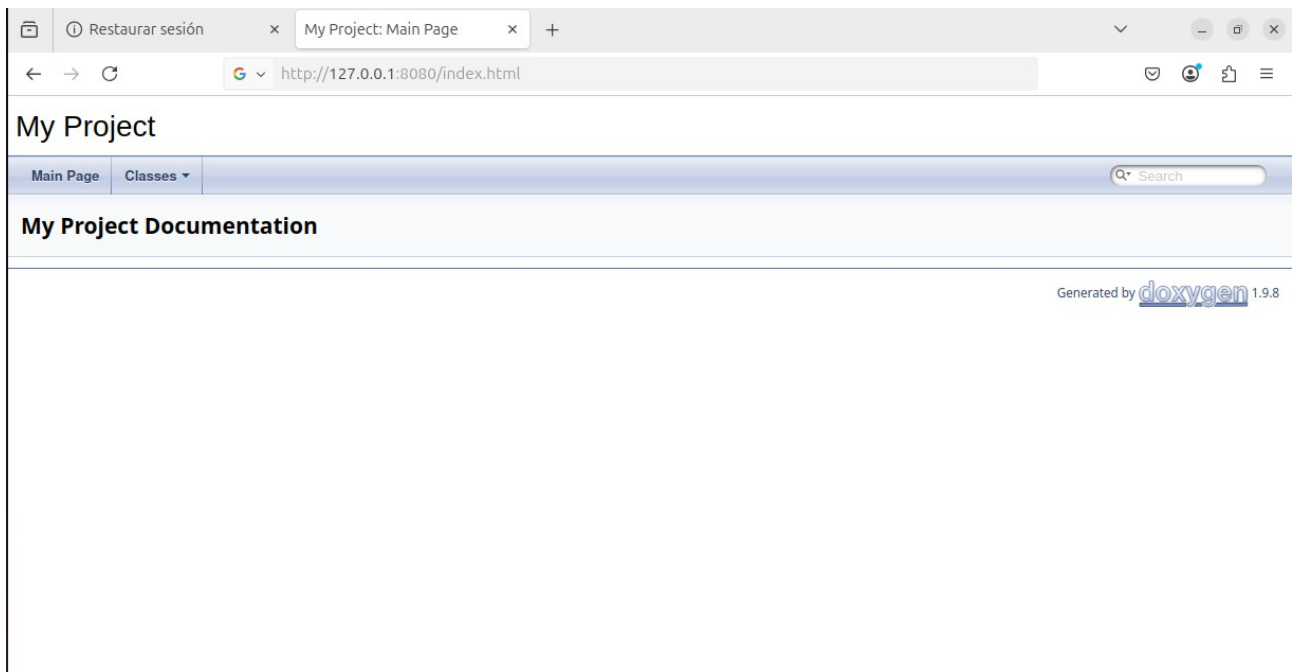 Restaurar sesión
My Project: Main Page
http://127.0.0.1:8080/index.html
My Project
Main Page Classes Search
My Project Documentation
Generated by doxygen 1.9.8